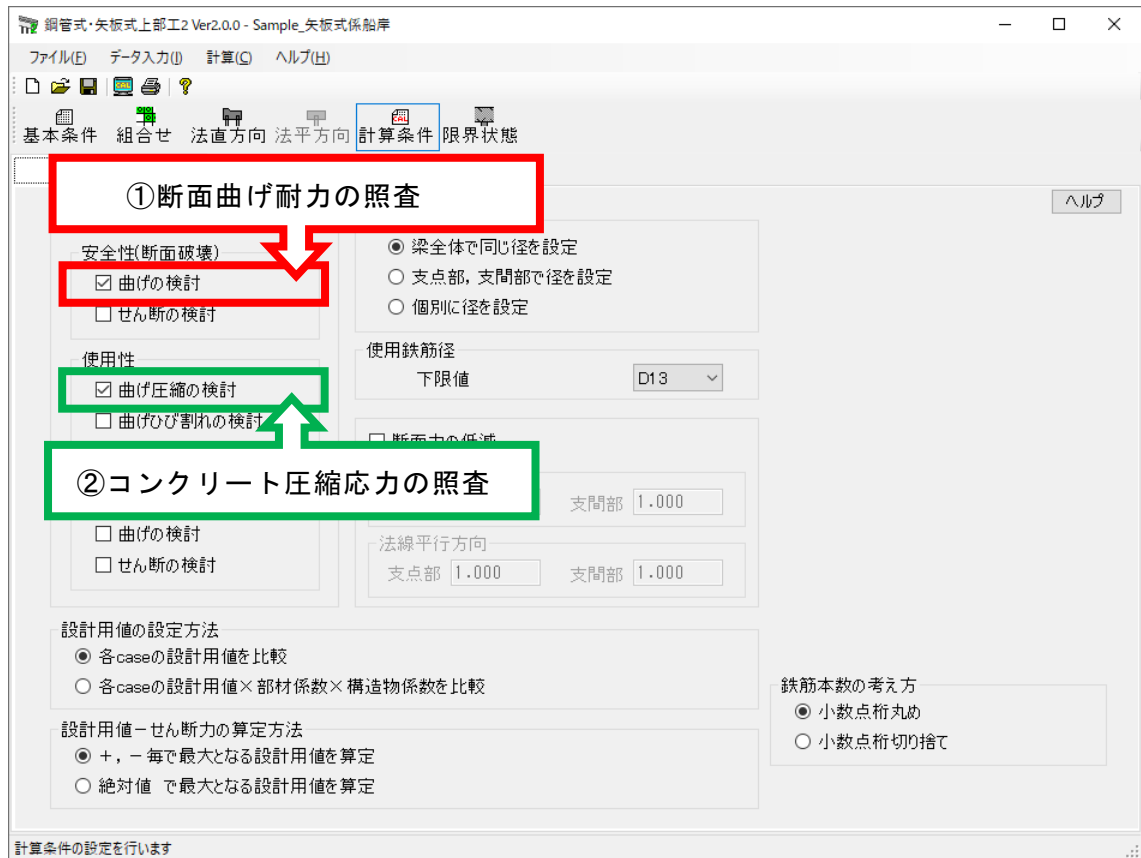 鋼管式・矢板式上部工2 Ver2.0.0 - Sample_矢板式係船岸
ファイル(F) データ入力(I) 計算(C) ヘルプ(H)
基本条件 組合せ 法直方向 法平方向 計算条件 限界状態
①断面曲げ耐力の照査
ヘルプ
安全性(断面破壊)
☑ 曲げの検討
☐ せん断の検討
使用性
☑ 曲げ圧縮の検討
☐ 曲げひび割れの検討
②コンクリート圧縮応力の照査
☐ 曲げの検討
☐ せん断の検討
◉ 梁全体で同じ径を設定
○ 支点部，支間部で径を設定
○ 個別に径を設定
使用鉄筋径
下限値 D13
☐ 断面力の低減
支間部 1.000
法線平行方向
支点部 1.000 支間部 1.000
設計用値の設定方法
◉ 各caseの設計用値を比較
○ 各caseの設計用値×部材係数×構造物係数を比較
設計用値－せん断力の算定方法
◉ +，－毎で最大となる設計用値を算定
○ 絶対値 で最大となる設計用値を算定
鉄筋本数の考え方
◉ 小数点桁丸め
○ 小数点桁切り捨て
計算条件の設定を行います